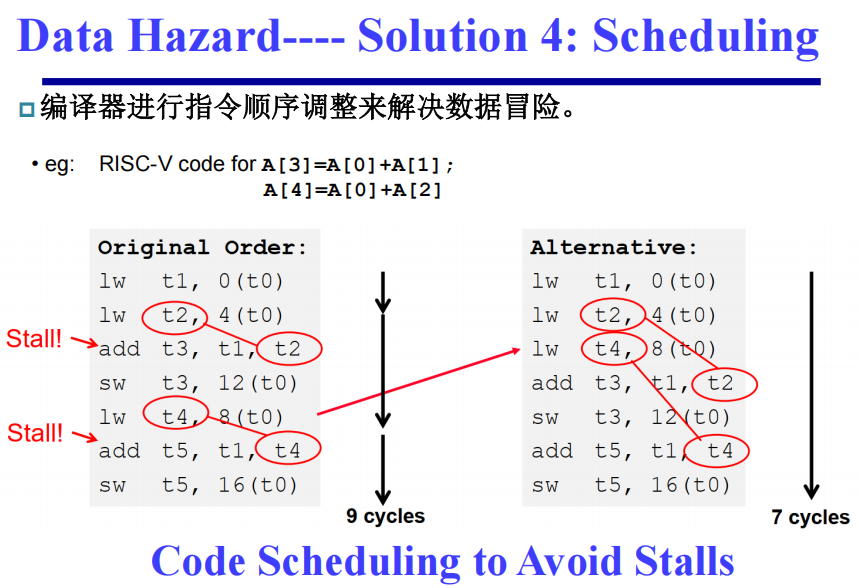 Data Hazard---- Solution 4: Scheduling
编译器进行指令顺序调整来解决数据冒险。
• eg: RISC-V code for A[3]=A[0]+A[1];
A[4]=A[0]+A[2]
Original Order:
lw t1, 0(t0)
lw t2, 4(t0)
Stall!
add t3, t1, t2
sw t3, 12(t0)
lw t4, 8(t0)
Stall!
add t5, t1, t4
sw t5, 16(t0)
9 cycles
Alternative:
lw t1, 0(t0)
lw t2, 4(t0)
lw t4, 8(t0)
add t3, t1, t2
sw t3, 12(t0)
add t5, t1, t4
sw t5, 16(t0)
7 cycles
Code Scheduling to Avoid Stalls